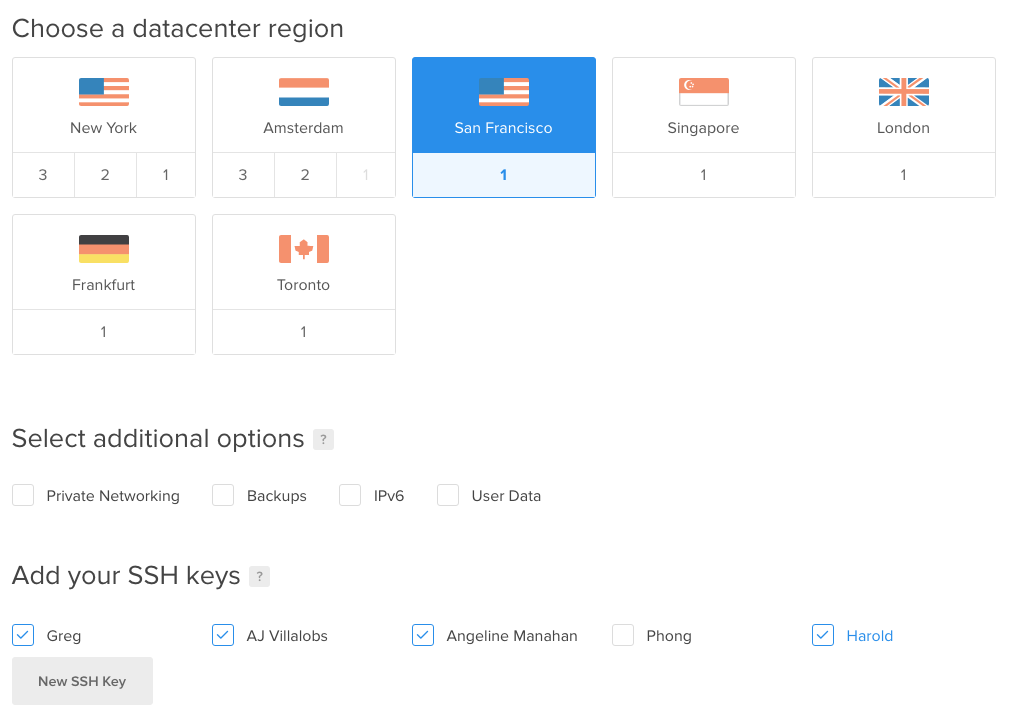 Choose a datacenter region
New York Amsterdam San Francisco Singapore London
3 2 1 3 2 1 1 1 1
Frankfurt Toronto
1 1
Select additional options ?
Private Networking Backups IPv6 User Data
Add your SSH keys ?
Greg AJ Villalobs Angeline Manahan Phong Harold
New SSH Key